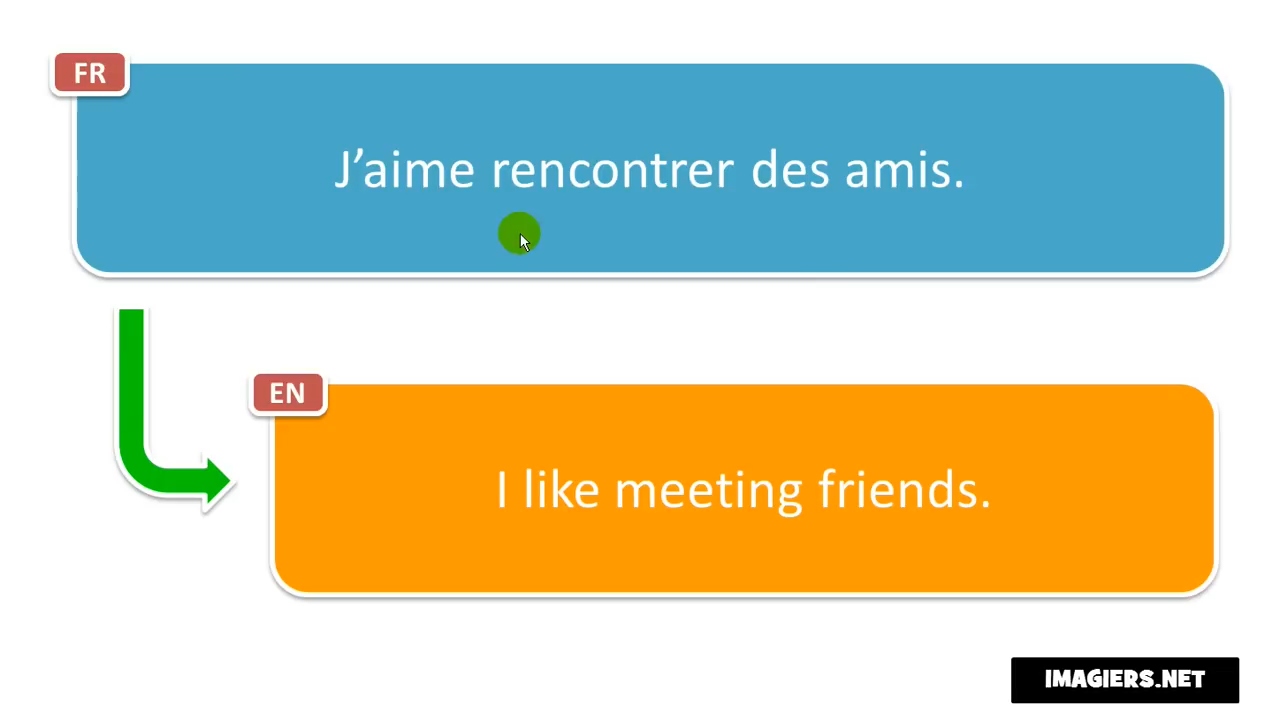 FR
J’aime rencontrer des amis.
EN
I like meeting friends.
IMAGIERS.NET